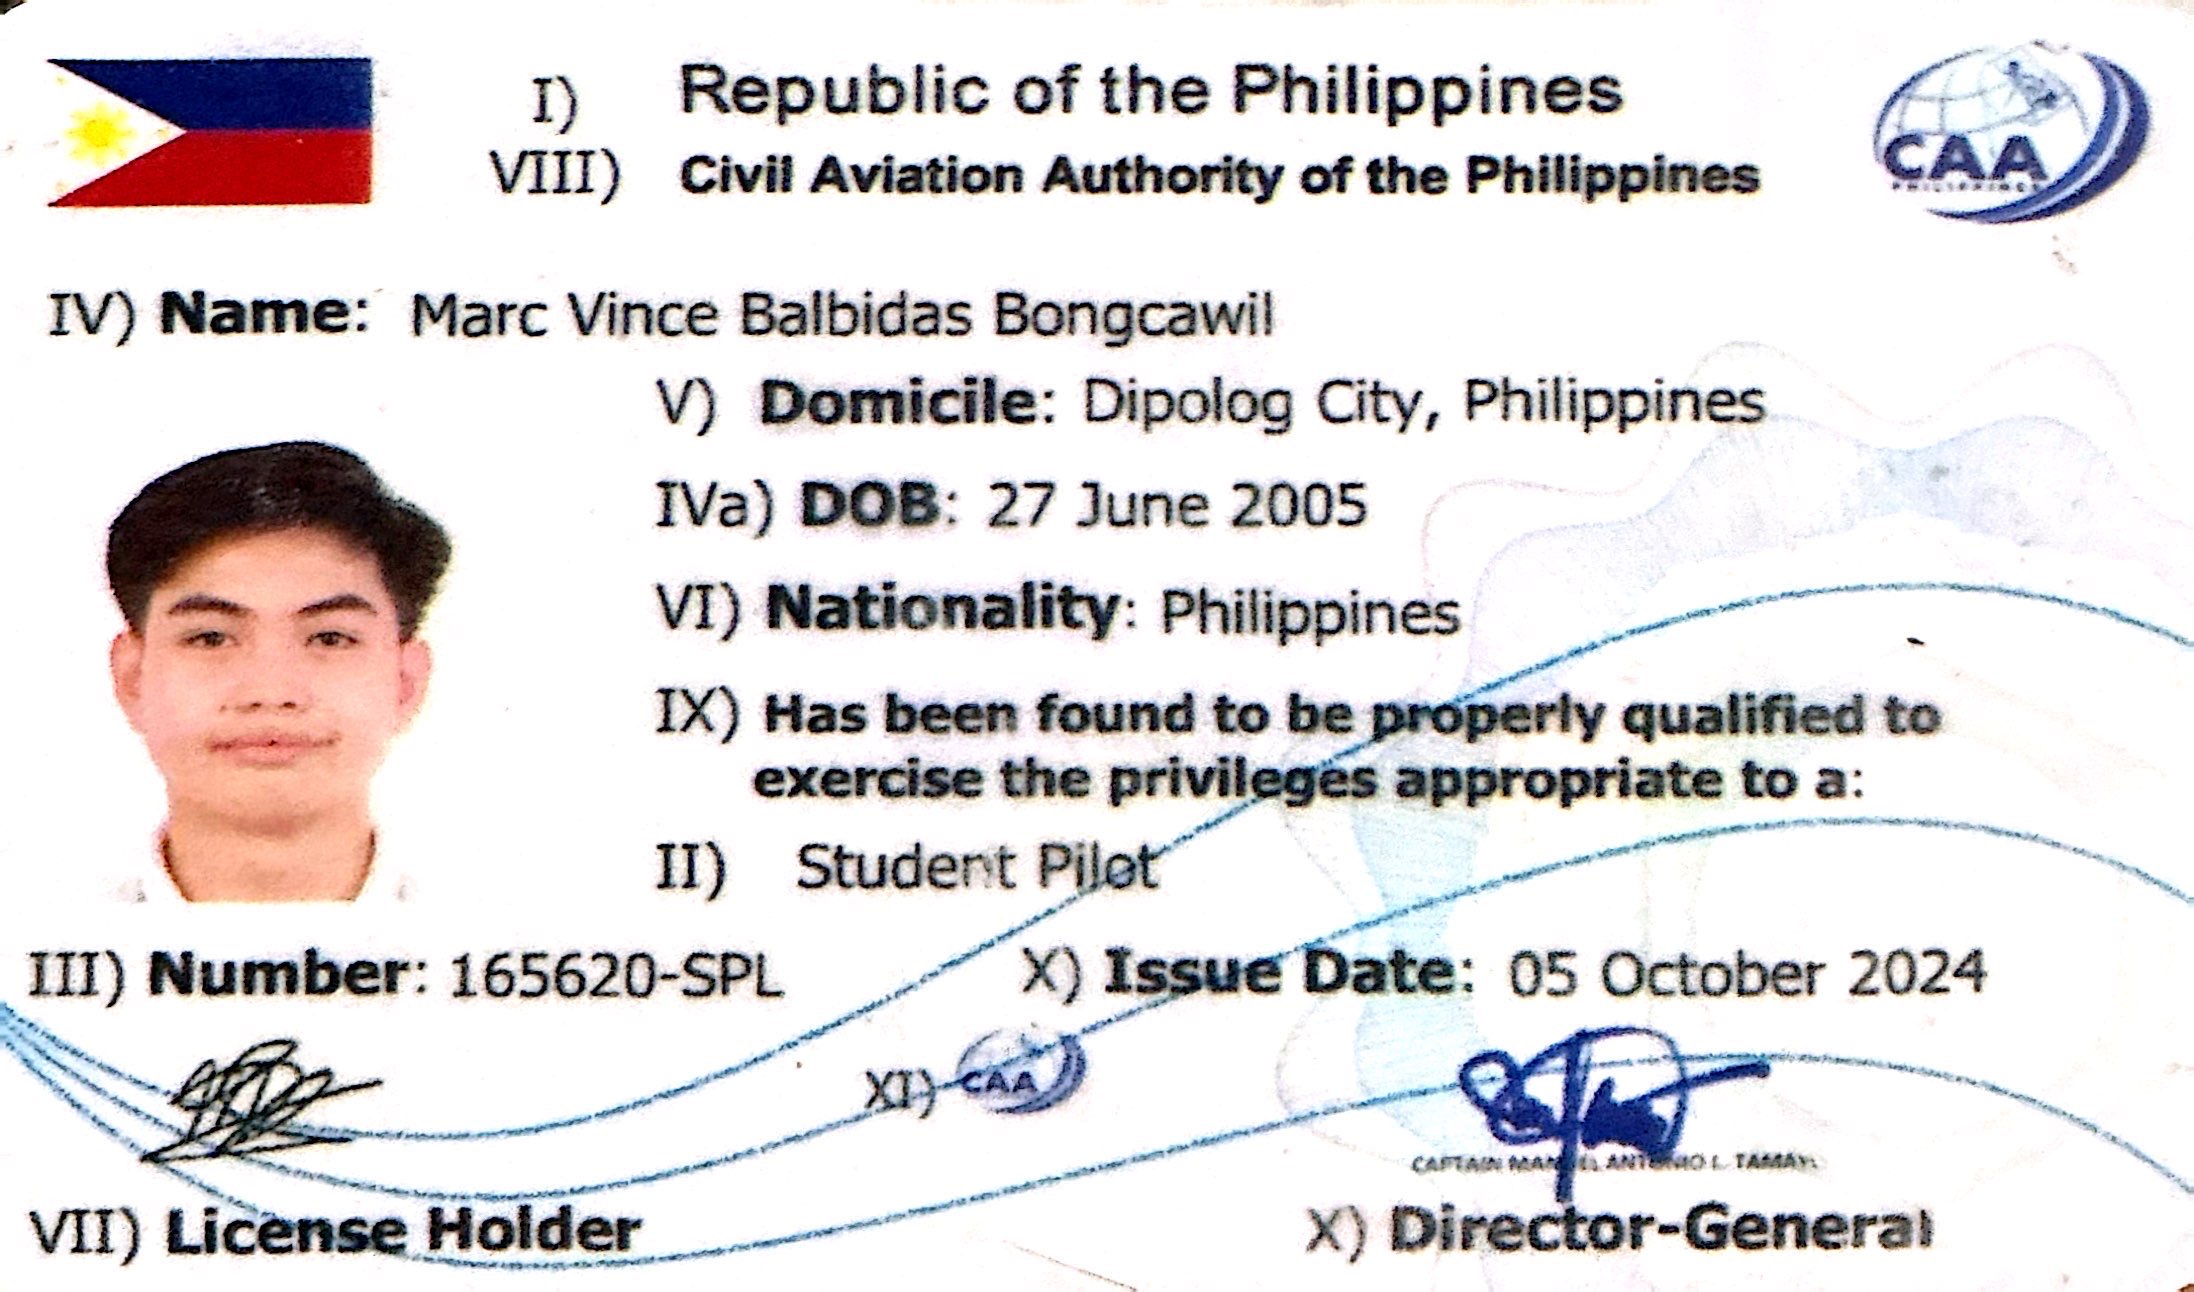 I) Republic of the Philippines
VIII) Civil Aviation Authority of the Philippines
CAA
PHILIPPINES
IV) Name: Marc Vince Balbidas Bongcawil
V) Domicile: Dipolog City, Philippines
IVa) DOB: 27 June 2005
VI) Nationality: Philippines
IX) Has been found to be properly qualified to
exercise the privileges appropriate to a:
II) Student Pilot
III) Number: 165620-SPL X) Issue Date: 05 October 2024
XI) CAA
CAPTAIN MANUEL ANTONIO L. TAMAYO
VII) License Holder X) Director-General